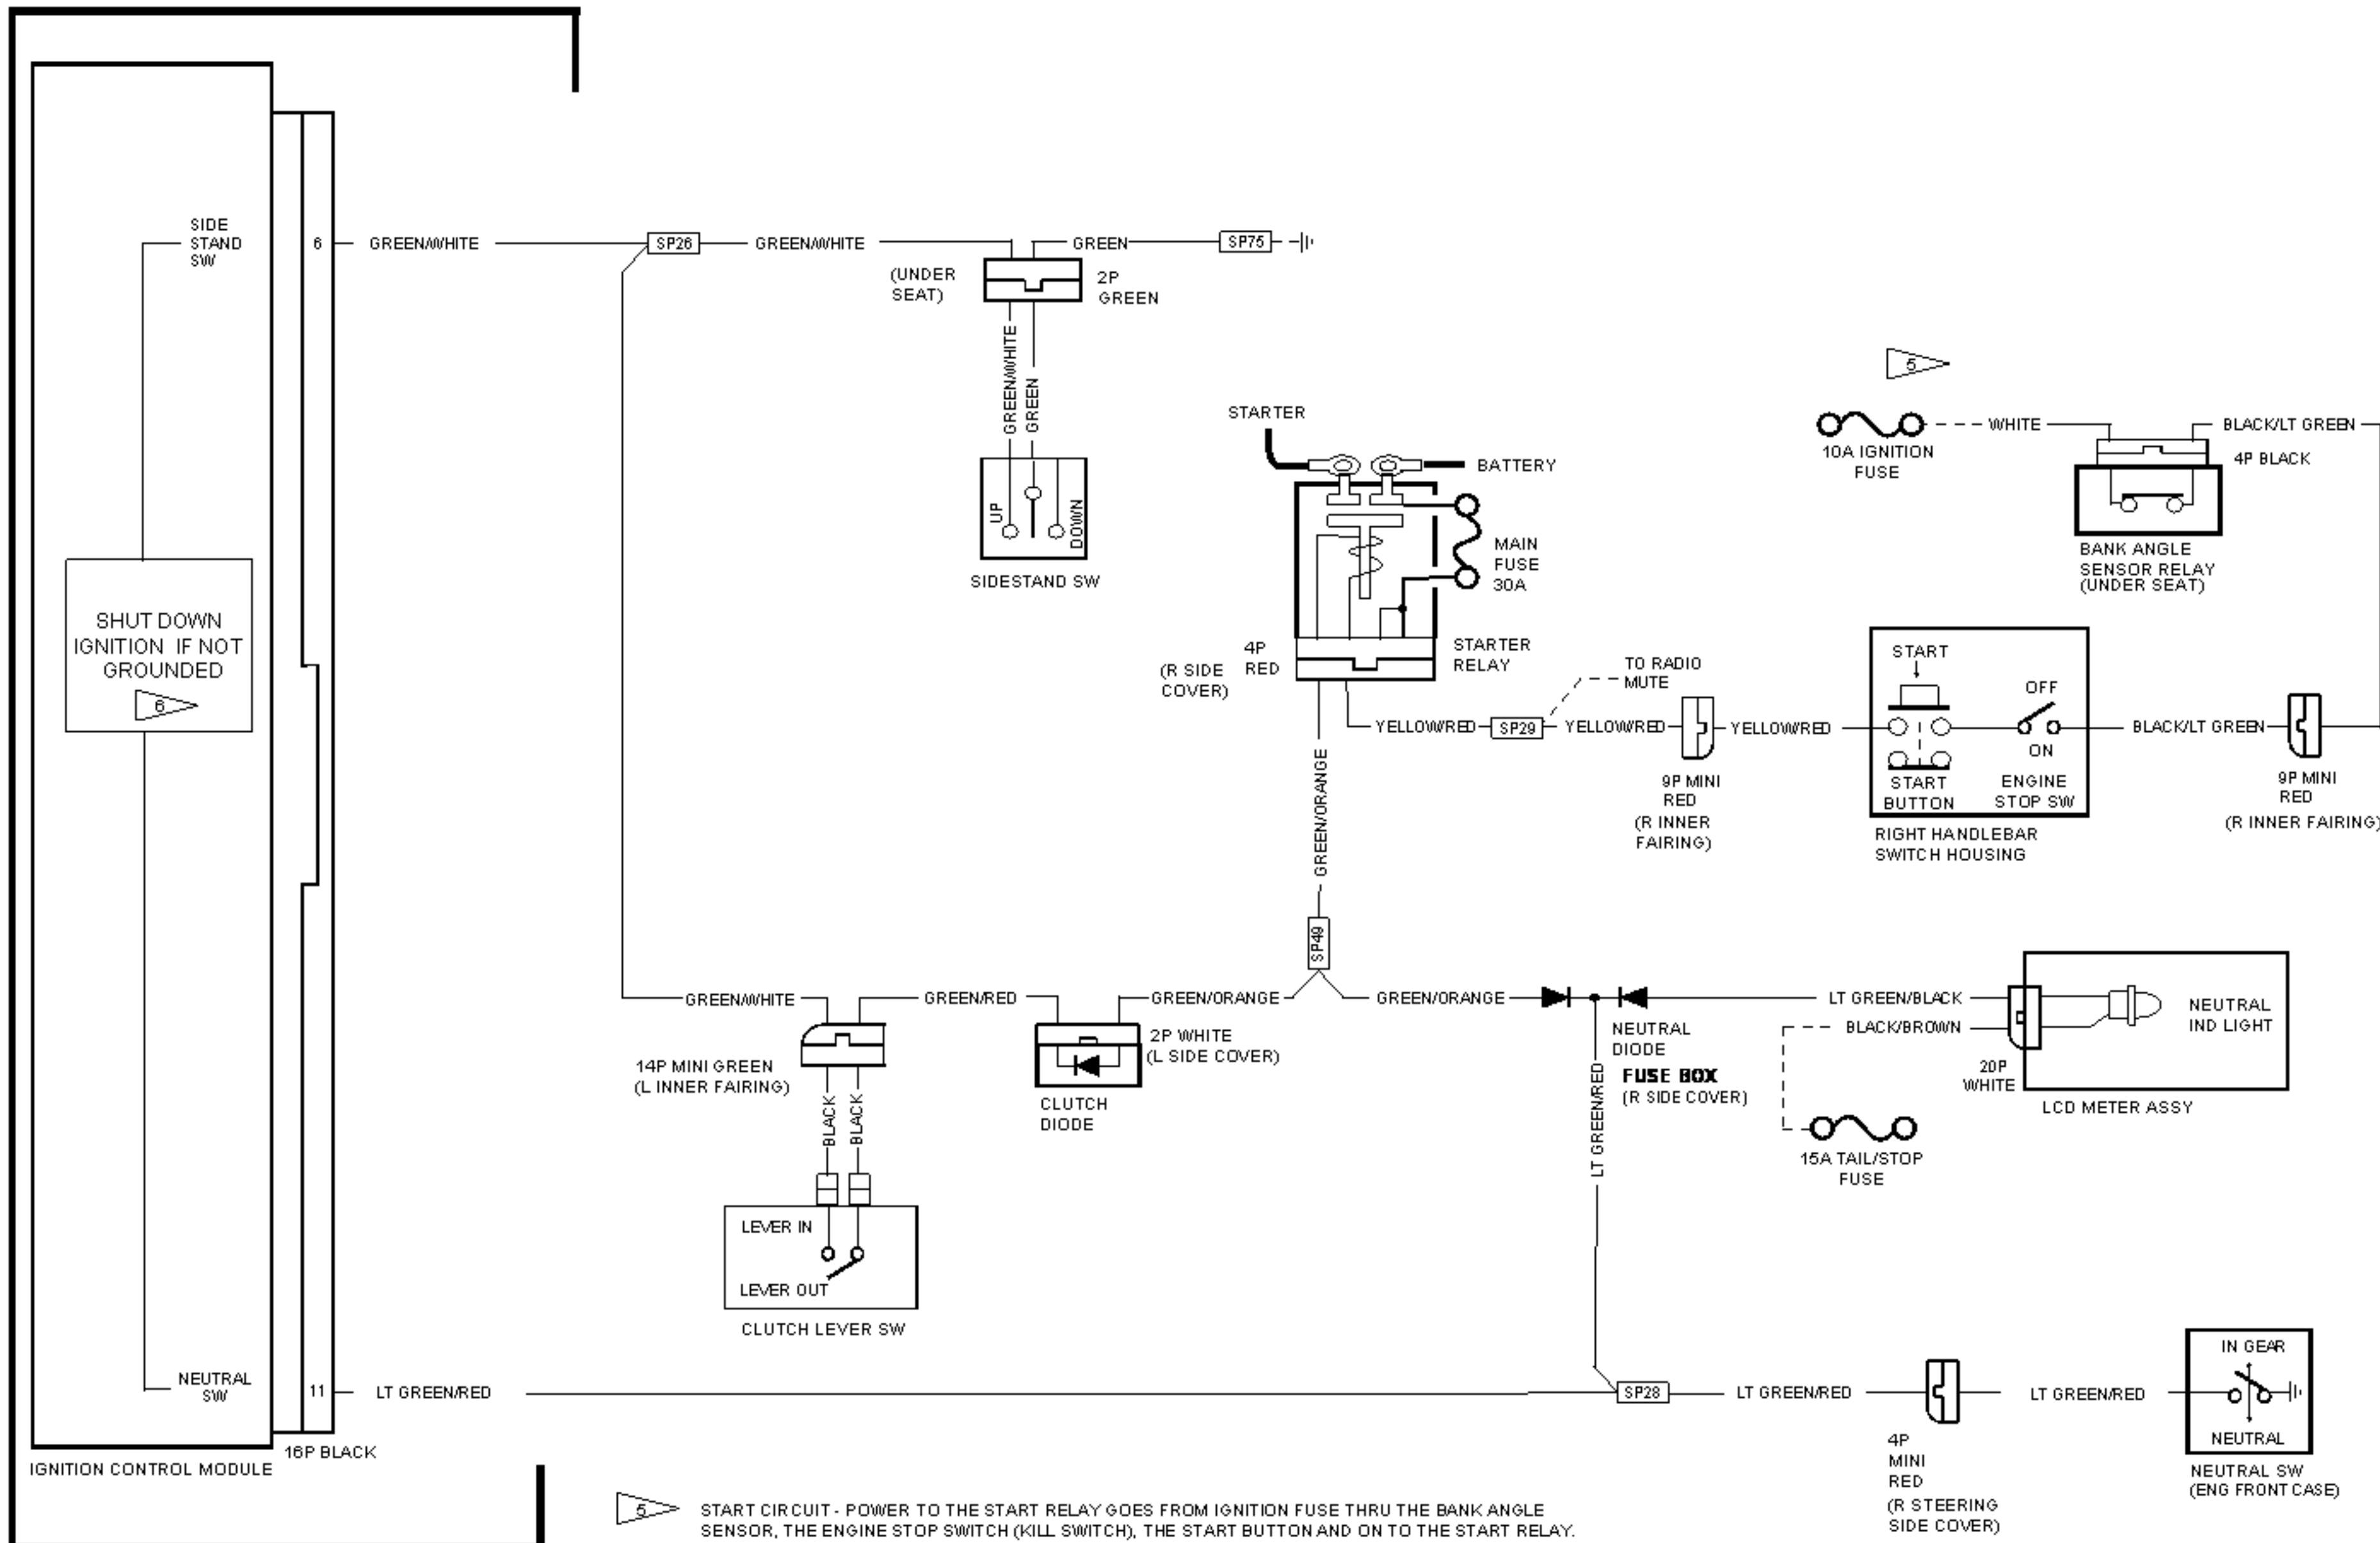 SIDE
STAND
SW
6
GREEN/WHITE
SP26
GREEN/WHITE
GREEN
SP75
(UNDER
SEAT)
2P
GREEN
GREEN/WHITE
GREEN
UP
DOWN
SIDESTAND SW
STARTER
BATTERY
MAIN
FUSE
30A
4P
RED
(R SIDE
COVER)
STARTER
RELAY
5
10A IGNITION
FUSE
WHITE
BLACK/LT GREEN
4P BLACK
BANK ANGLE
SENSOR RELAY
(UNDER SEAT)
SHUT DOWN
IGNITION IF NOT
GROUNDED
6
TO RADIO
MUTE
YELLOW/RED
SP29
YELLOW/RED
YELLOW/RED
9P MINI
RED
(R INNER
FAIRING)
START
OFF
ON
START
BUTTON
ENGINE
STOP SW
RIGHT HANDLEBAR
SWITCH HOUSING
BLACK/LT GREEN
9P MINI
RED
(R INNER FAIRING)
GREEN/ORANGE
SP49
GREEN/WHITE
GREEN/RED
GREEN/ORANGE
GREEN/ORANGE
14P MINI GREEN
(L INNER FAIRING)
2P WHITE
(L SIDE COVER)
CLUTCH
DIODE
BLACK
BLACK
LEVER IN
LEVER OUT
CLUTCH LEVER SW
NEUTRAL
DIODE
FUSE BOX
(R SIDE COVER)
LT GREEN/RED
LT GREEN/BLACK
BLACK/BROWN
NEUTRAL
IND LIGHT
20P
WHITE
LCD METER ASSY
15A TAIL/STOP
FUSE
NEUTRAL
SW
11
LT GREEN/RED
SP28
LT GREEN/RED
LT GREEN/RED
4P
MINI
RED
(R STEERING
SIDE COVER)
IN GEAR
NEUTRAL
NEUTRAL SW
(ENG FRONT CASE)
16P BLACK
IGNITION CONTROL MODULE
5
START CIRCUIT - POWER TO THE START RELAY GOES FROM IGNITION FUSE THRU THE BANK ANGLE
SENSOR, THE ENGINE STOP SWITCH (KILL SWITCH), THE START BUTTON AND ON TO THE START RELAY.